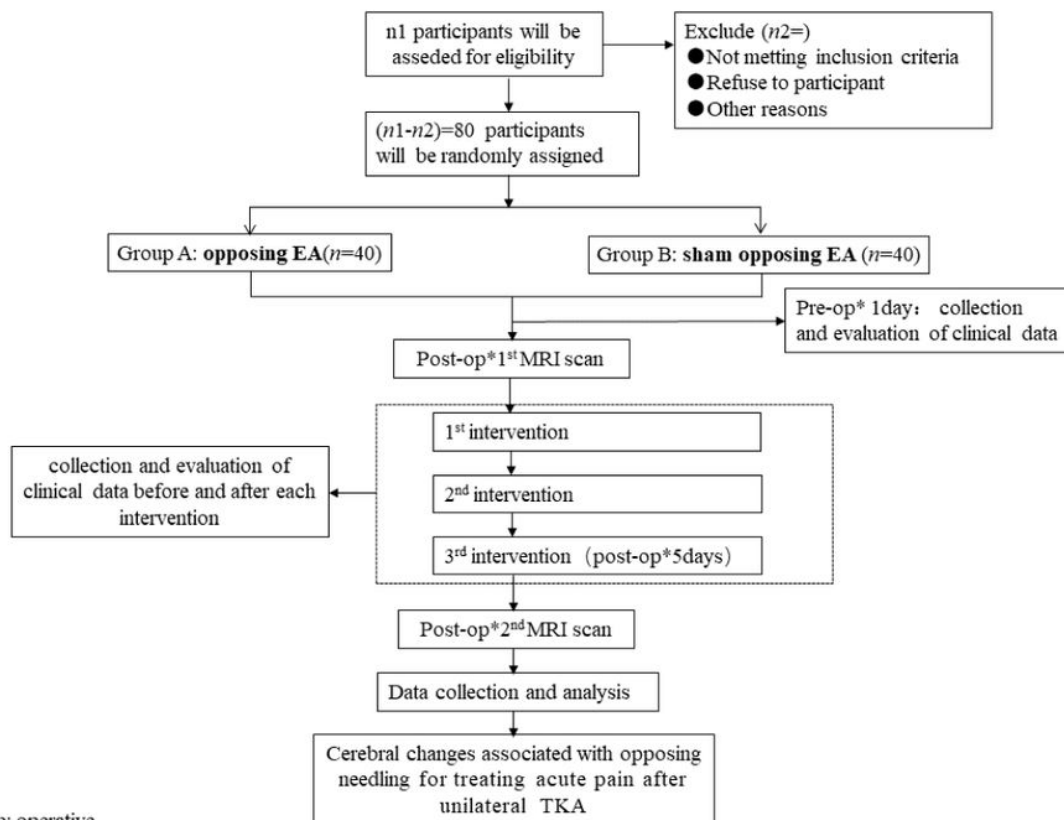 n1 participants will be
asseded for eligibility
Exclude (n2=)
●Not metting inclusion criteria
●Refuse to participant
●Other reasons
(n1-n2)=80 participants
will be randomly assigned
Group A: opposing EA(n=40)
Group B: sham opposing EA (n=40)
Pre-op* 1day： collection
and evaluation of clinical data
Post-op*1st MRI scan
1st intervention
collection and evaluation of
clinical data before and after each
intervention
2nd intervention
3rd intervention（post-op*5days）
Post-op*2nd MRI scan
Data collection and analysis
Cerebral changes associated with opposing
needling for treating acute pain after
unilateral TKA
operative